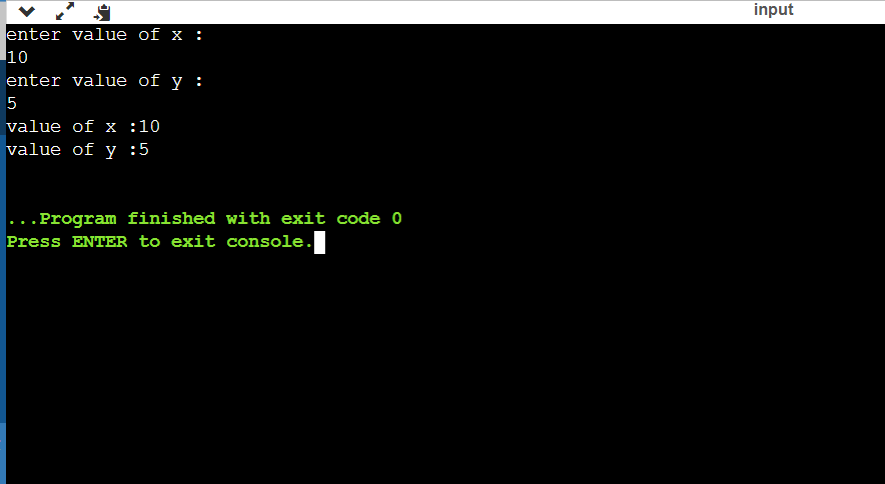 input
enter value of x :
10
enter value of y :
5
value of x :10
value of y :5
...Program finished with exit code 0
Press ENTER to exit console.